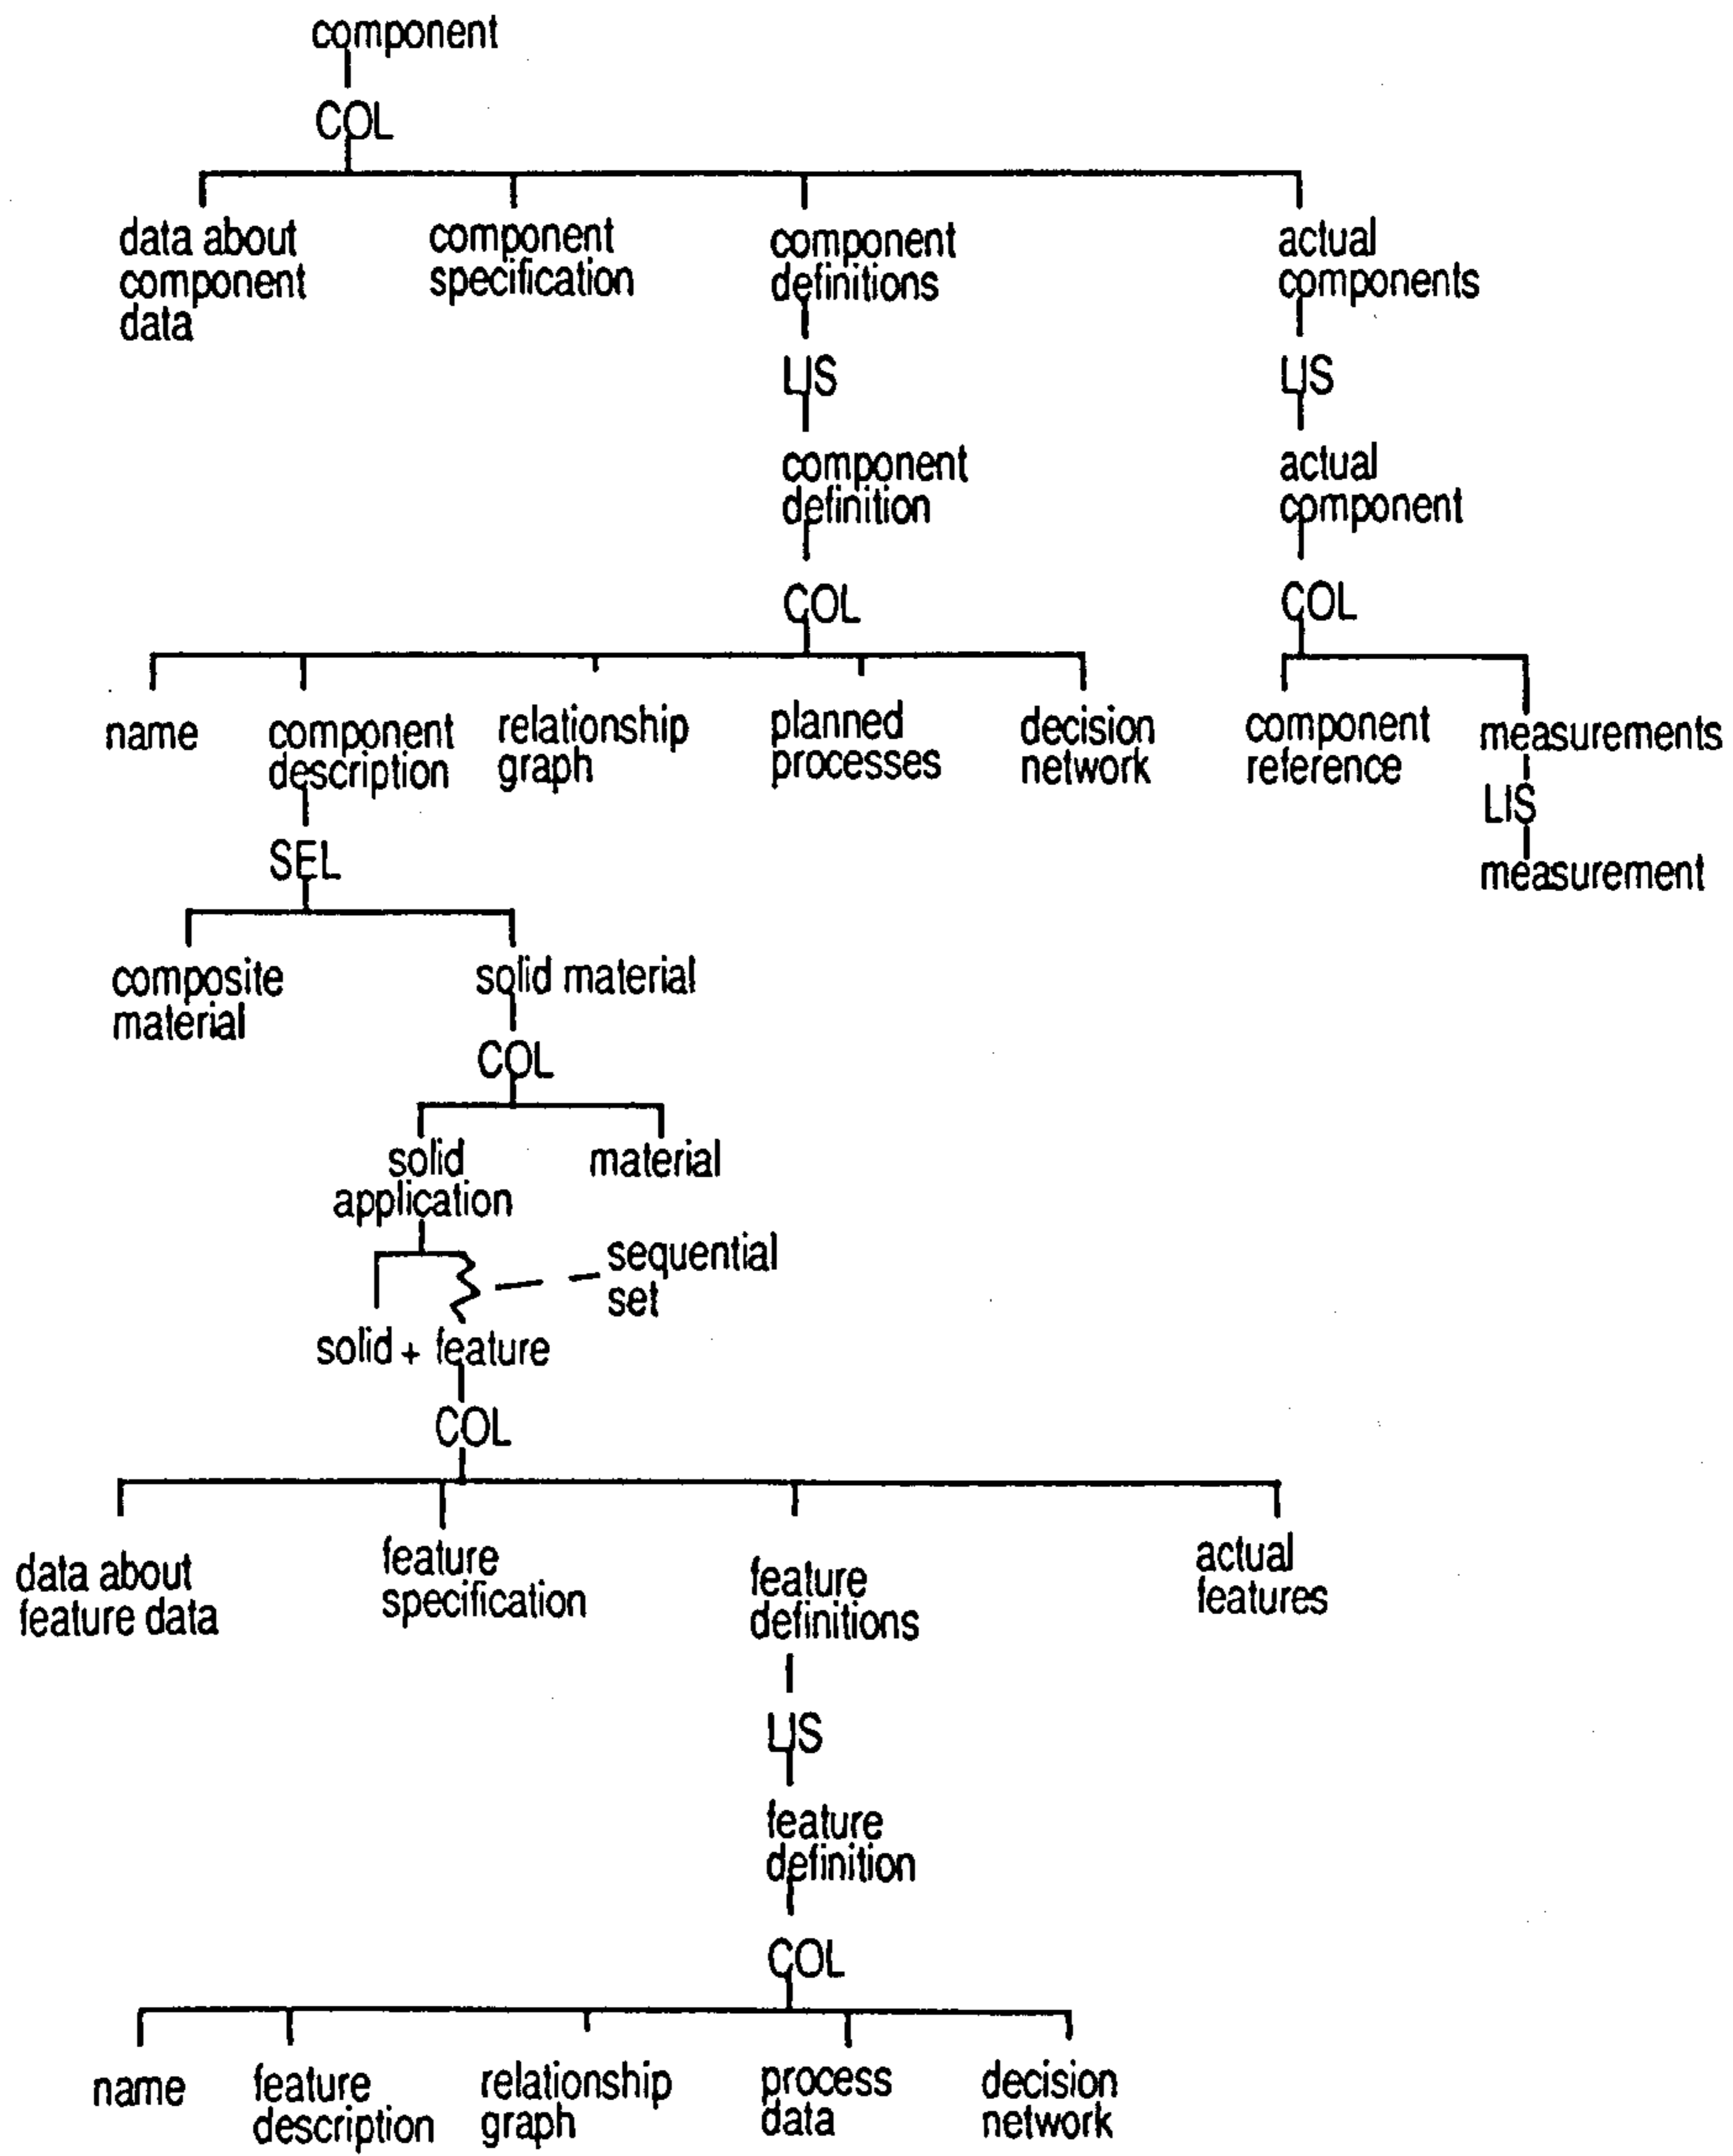 component
COL
data about
component
data
component
specification
component
definitions
actual
components
LIS
LIS
component
definition
actual
component
COL
COL
name
component
description
relationship
graph
planned
processes
decision
network
component
reference
measurements
LIS
measurement
SEL
composite
material
solid material
COL
solid
application
material
sequential
set
solid + feature
COL
data about
feature data
feature
specification
feature
definitions
actual
features
LIS
feature
definition
COL
name
feature
description
relationship
graph
process
data
decision
network